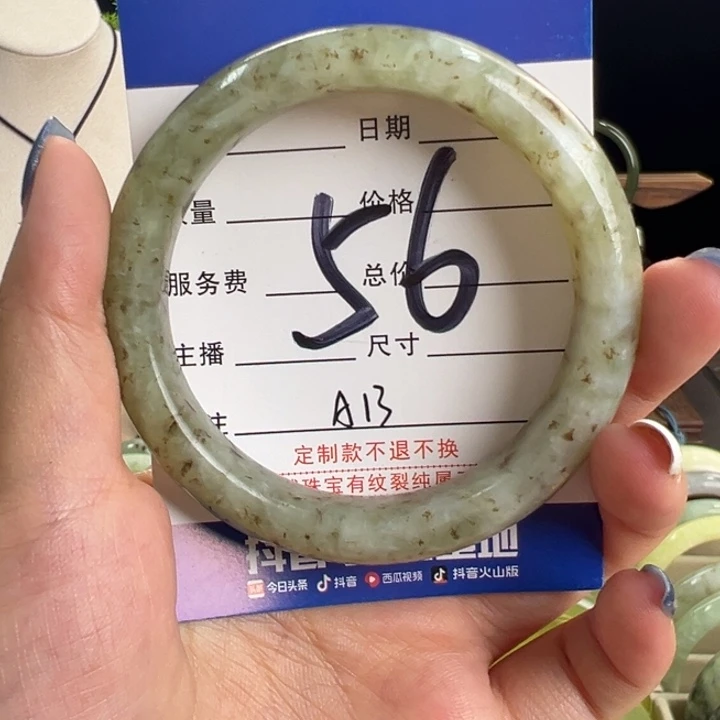 日期
量 价格
56
服务费 总价
主播 尺寸
A13
定制款不退不换
珠宝有纹裂纯属
抖音
今日头条 抖音 西瓜视频 抖音火山版